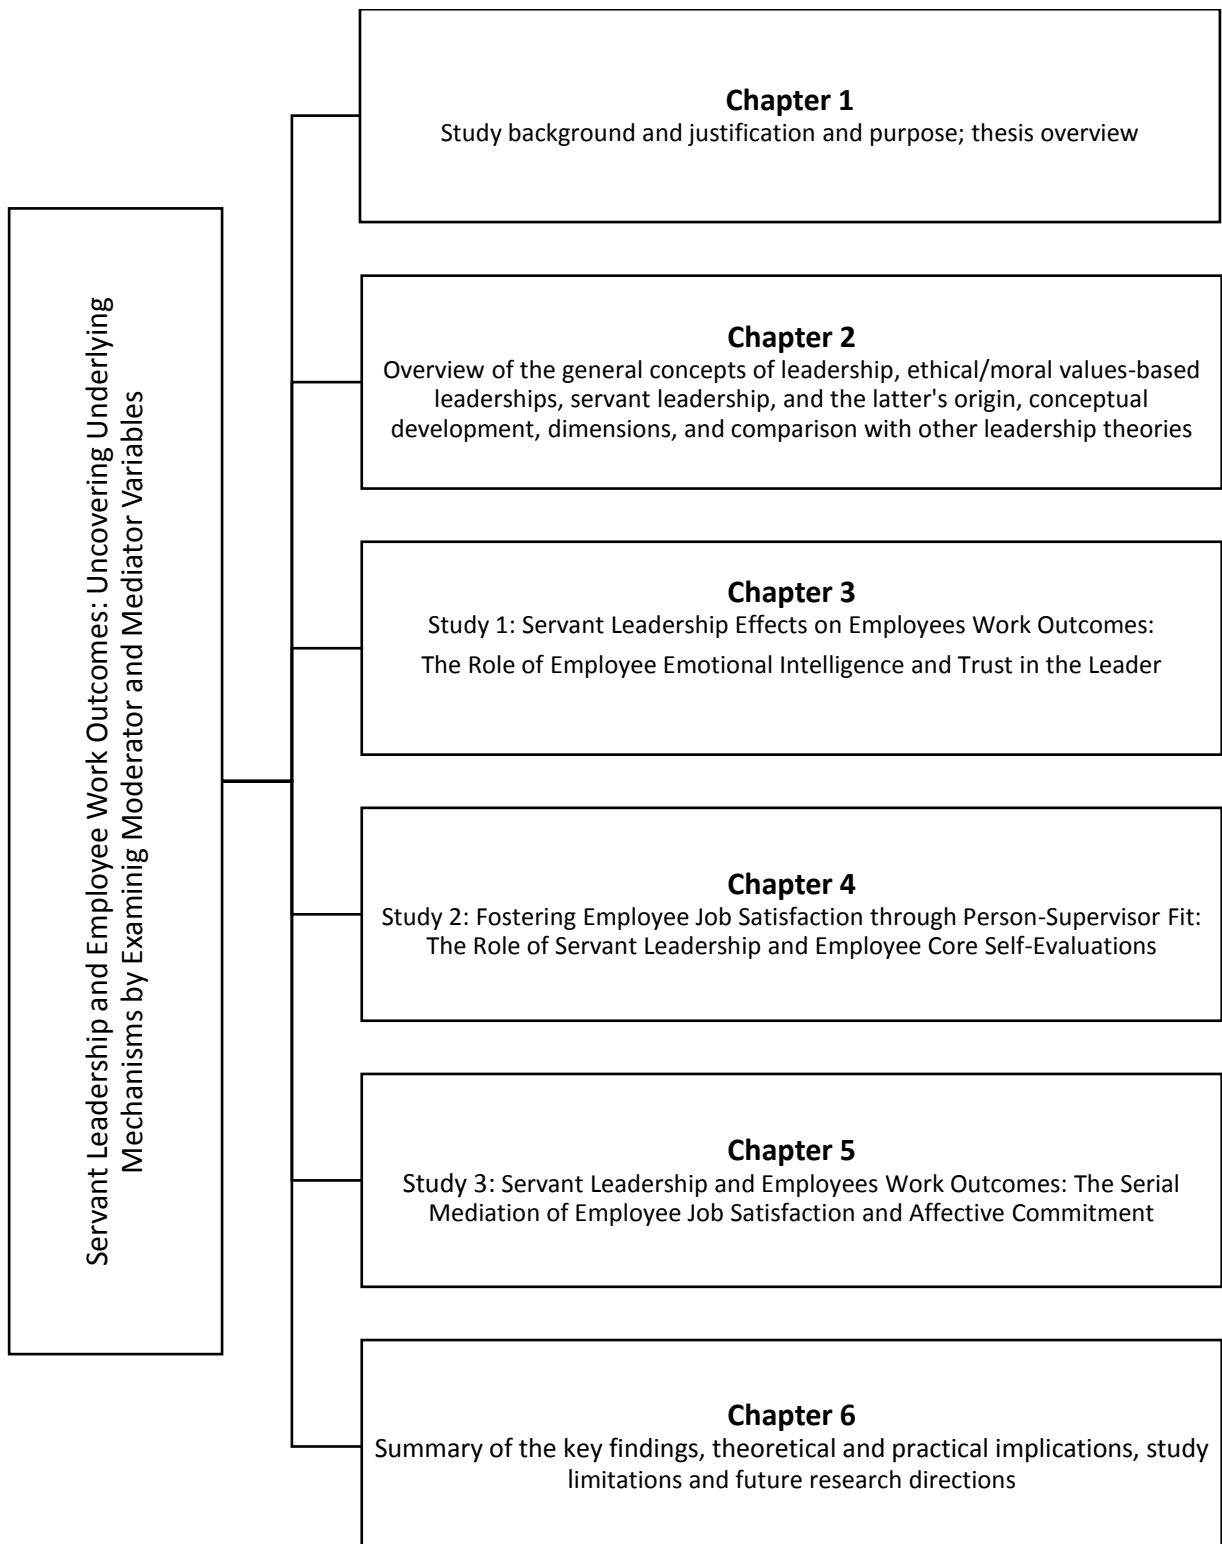 Servant Leadership and Employee Work Outcomes: Uncovering Underlying
Mechanisms by Examinig Moderator and Mediator Variables
Chapter 1
Study background and justification and purpose; thesis overview
Chapter 2
Overview of the general concepts of leadership, ethical/moral values-based
leaderships, servant leadership, and the latter's origin, conceptual
development, dimensions, and comparison with other leadership theories
Chapter 3
Study 1: Servant Leadership Effects on Employees Work Outcomes:
The Role of Employee Emotional Intelligence and Trust in the Leader
Chapter 4
Study 2: Fostering Employee Job Satisfaction through Person-Supervisor Fit:
The Role of Servant Leadership and Employee Core Self-Evaluations
Chapter 5
Study 3: Servant Leadership and Employees Work Outcomes: The Serial
Mediation of Employee Job Satisfaction and Affective Commitment
Chapter 6
Summary of the key findings, theoretical and practical implications, study
limitations and future research directions